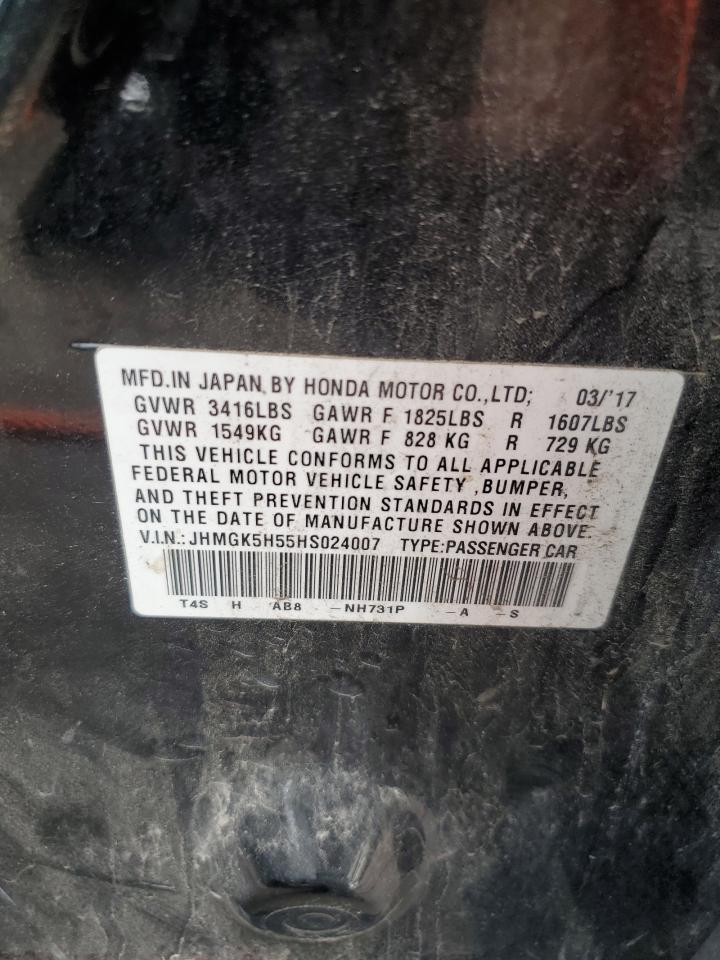 MFD.IN JAPAN BY HONDA MOTOR CO.,LTD; 03/'17
GVWR 3416LBS GAWR F 1825LBS R 1607LBS
GVWR 1549KG GAWR F 828 KG R 729 KG
THIS VEHICLE CONFORMS TO ALL APPLICABLE
FEDERAL MOTOR VEHICLE SAFETY ,BUMPER,
AND THEFT PREVENTION STANDARDS IN EFFECT
ON THE DATE OF MANUFACTURE SHOWN ABOVE.
V.I.N.:JHMGK5H55HS024007 TYPE:PASSENGER CAR
T4S H AB8 –NH731P –A –S